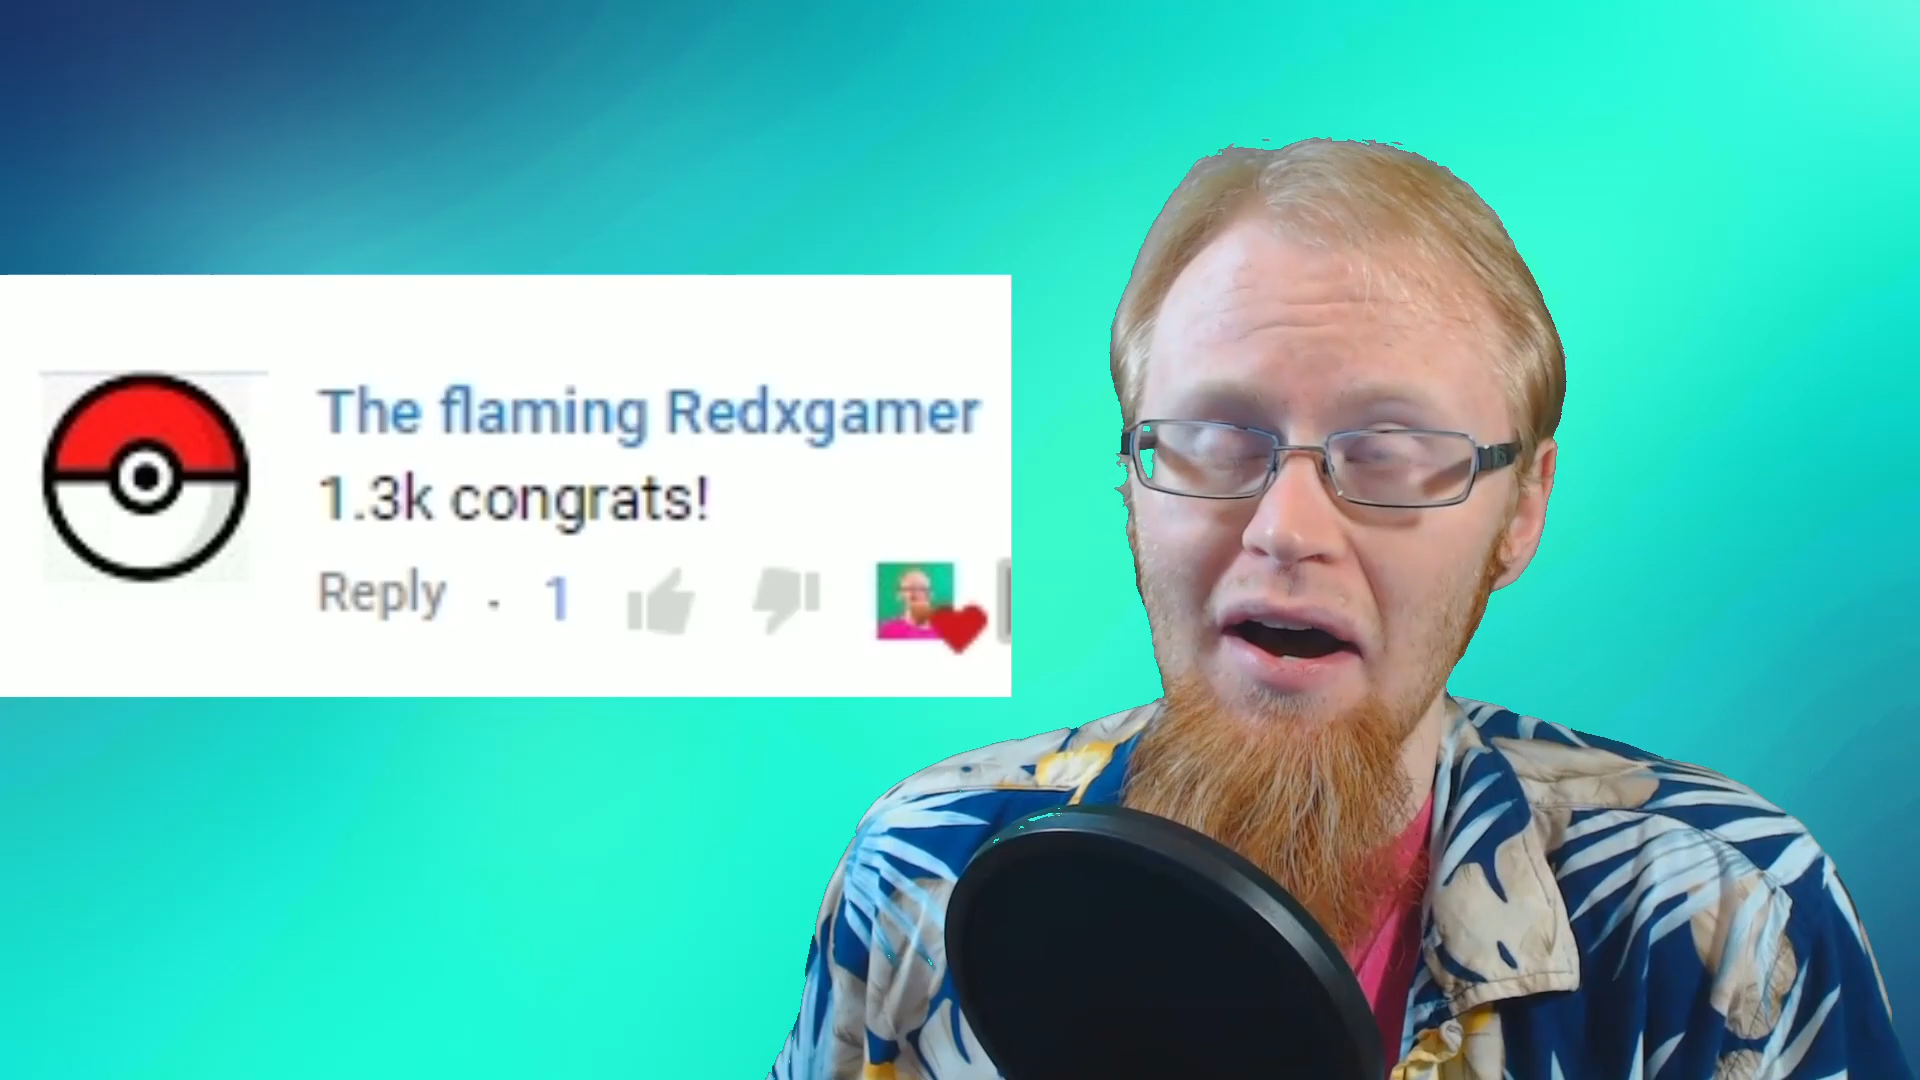 The flaming Redxgamer
1.3k congrats!
Reply · 1